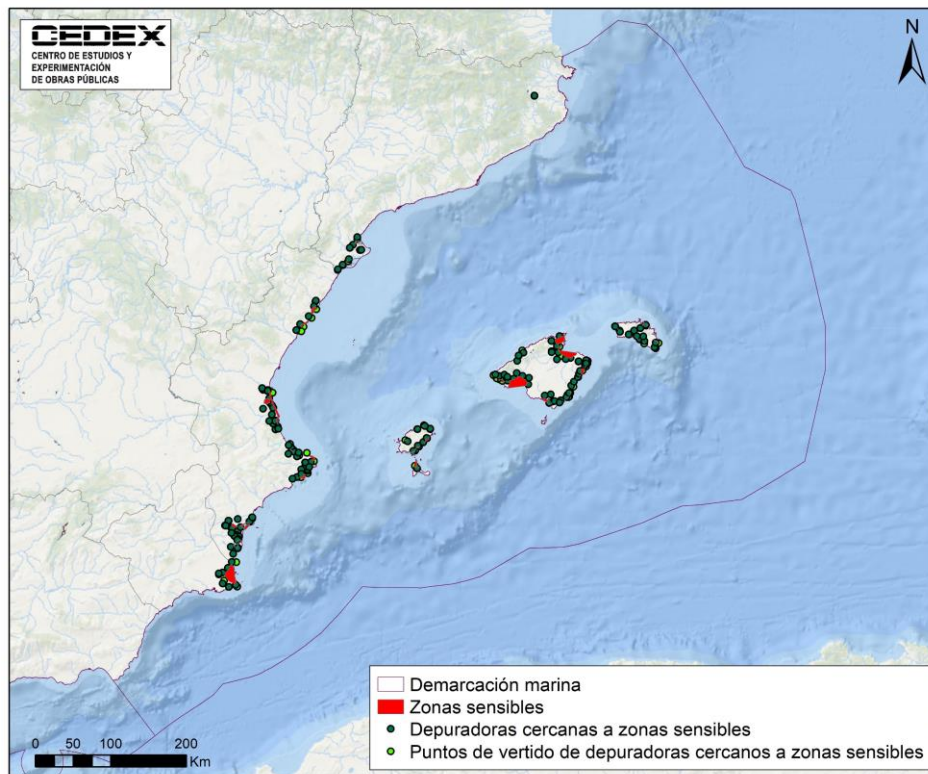 CEDEX
CENTRO DE ESTUDIOS Y
EXPERIMENTACIÓN
DE OBRAS PÚBLICAS
N
Demarcación marina
Zonas sensibles
Depuradoras cercanas a zonas sensibles
Puntos de vertido de depuradoras cercanos a zonas sensibles
0 50 100 200
Km